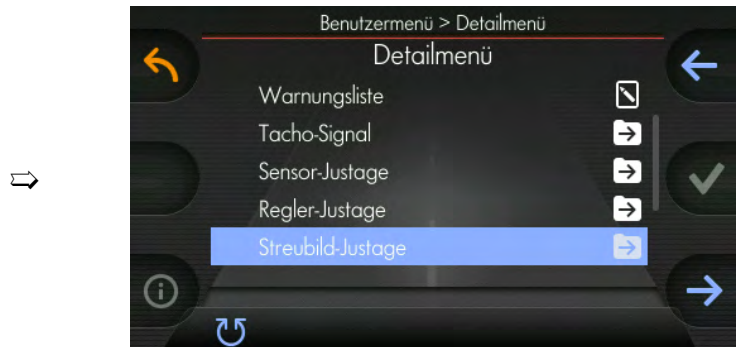 Benutzermenü > Detailmenü
Detailmenü
Warnungsliste
Tacho-Signal
Sensor-Justage
Regler-Justage
Streubild-Justage